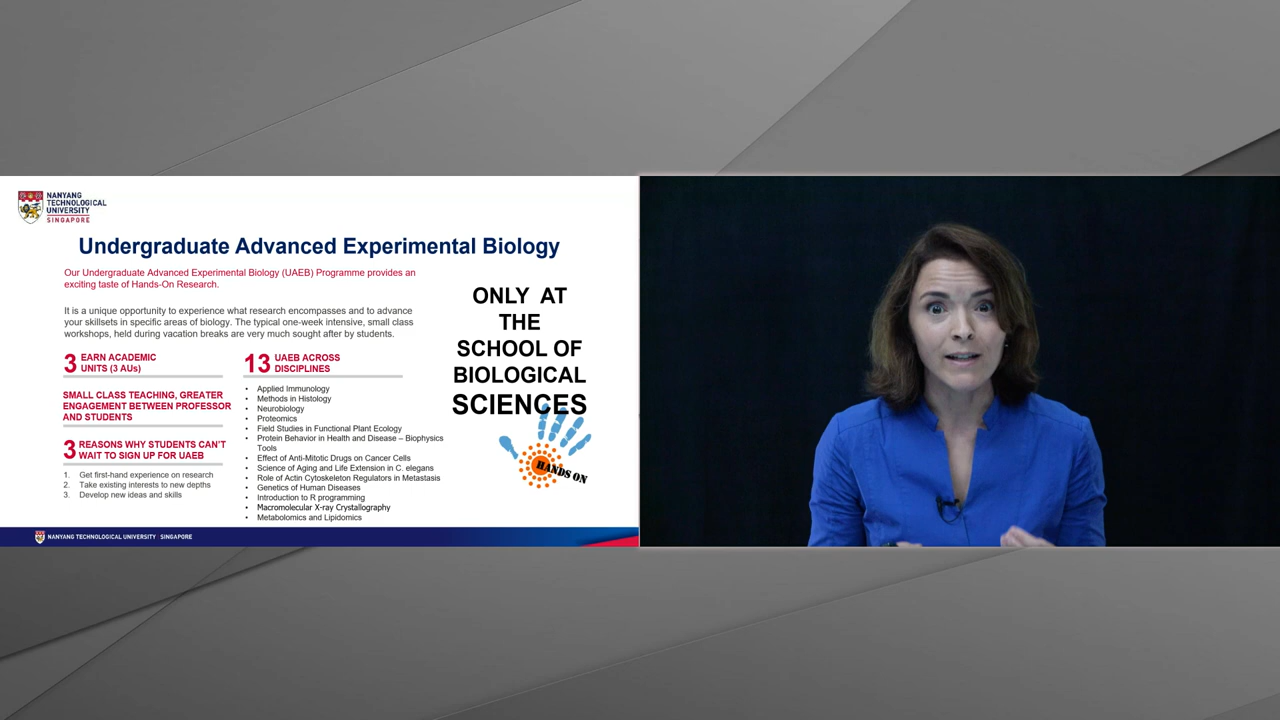 NANYANG
TECHNOLOGICAL
UNIVERSITY
SINGAPORE
Undergraduate Advanced Experimental Biology
Our Undergraduate Advanced Experimental Biology (UAEB) Programme provides an
exciting taste of Hands-On Research.
It is a unique opportunity to experience what research encompasses and to advance
your skillsets in specific areas of biology. The typical one-week intensive, small class
workshops, held during vacation breaks are very much sought after by students.
3 EARN ACADEMIC
UNITS (3 AUs)
SMALL CLASS TEACHING, GREATER
ENGAGEMENT BETWEEN PROFESSOR
AND STUDENTS
3 REASONS WHY STUDENTS CAN'T
WAIT TO SIGN UP FOR UAEB
1. Get first-hand experience on research
2. Take existing interests to new depths
3. Develop new ideas and skills
13 UAEB ACROSS
DISCIPLINES
• Applied Immunology
• Methods in Histology
• Neurobiology
• Proteomics
• Field Studies in Functional Plant Ecology
• Protein Behavior in Health and Disease – Biophysics
Tools
• Effect of Anti-Mitotic Drugs on Cancer Cells
• Science of Aging and Life Extension in C. elegans
• Role of Actin Cytoskeleton Regulators in Metastasis
• Genetics of Human Diseases
• Introduction to R programming
• Macromolecular X-ray Crystallography
• Metabolomics and Lipidomics
ONLY AT
THE
SCHOOL OF
BIOLOGICAL
SCIENCES
HANDS ON
NANYANG TECHNOLOGICAL UNIVERSITY | SINGAPORE